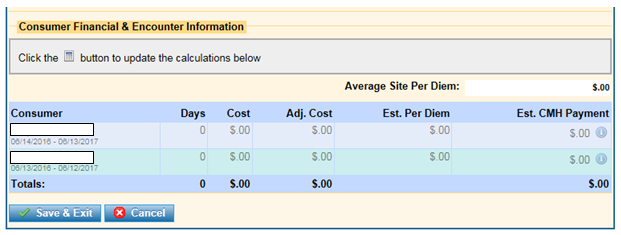 Consumer Financial & Encounter Information
Click the button to update the calculations below
Average Site Per Diem: $.00
Consumer Days Cost Adj. Cost Est. Per Diem Est. CMH Payment
0 $.00 $.00 $.00 $.00
06/14/2016 - 06/13/2017
0 $.00 $.00 $.00 $.00
06/13/2016 - 06/12/2017
Totals: 0 $.00 $.00 $.00
Save & Exit Cancel